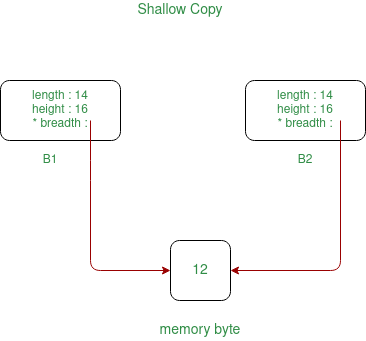 Shallow Copy
length : 14
height : 16
* breadth :
B1
length : 14
height : 16
* breadth :
B2
12
memory byte